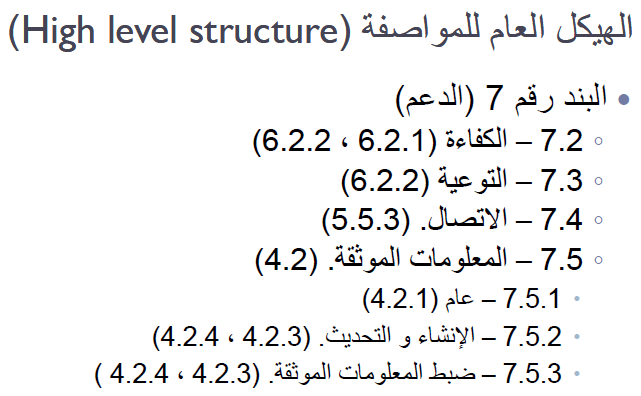 الهيكل العام للمواصفة (High level structure)
• البند رقم 7 (الدعم)
○ 7.2 – الكفاءة (6.2.1 ، 6.2.2)
○ 7.3 – التوعية (6.2.2)
○ 7.4 – الاتصال. (5.5.3)
○ 7.5 – المعلومات الموثقة. (4.2)
• 7.5.1 – عام (4.2.1)
• 7.5.2 – الإنشاء و التحديث. (4.2.3 ، 4.2.4)
• 7.5.3 – ضبط المعلومات الموثقة. (4.2.3 ، 4.2.4 )